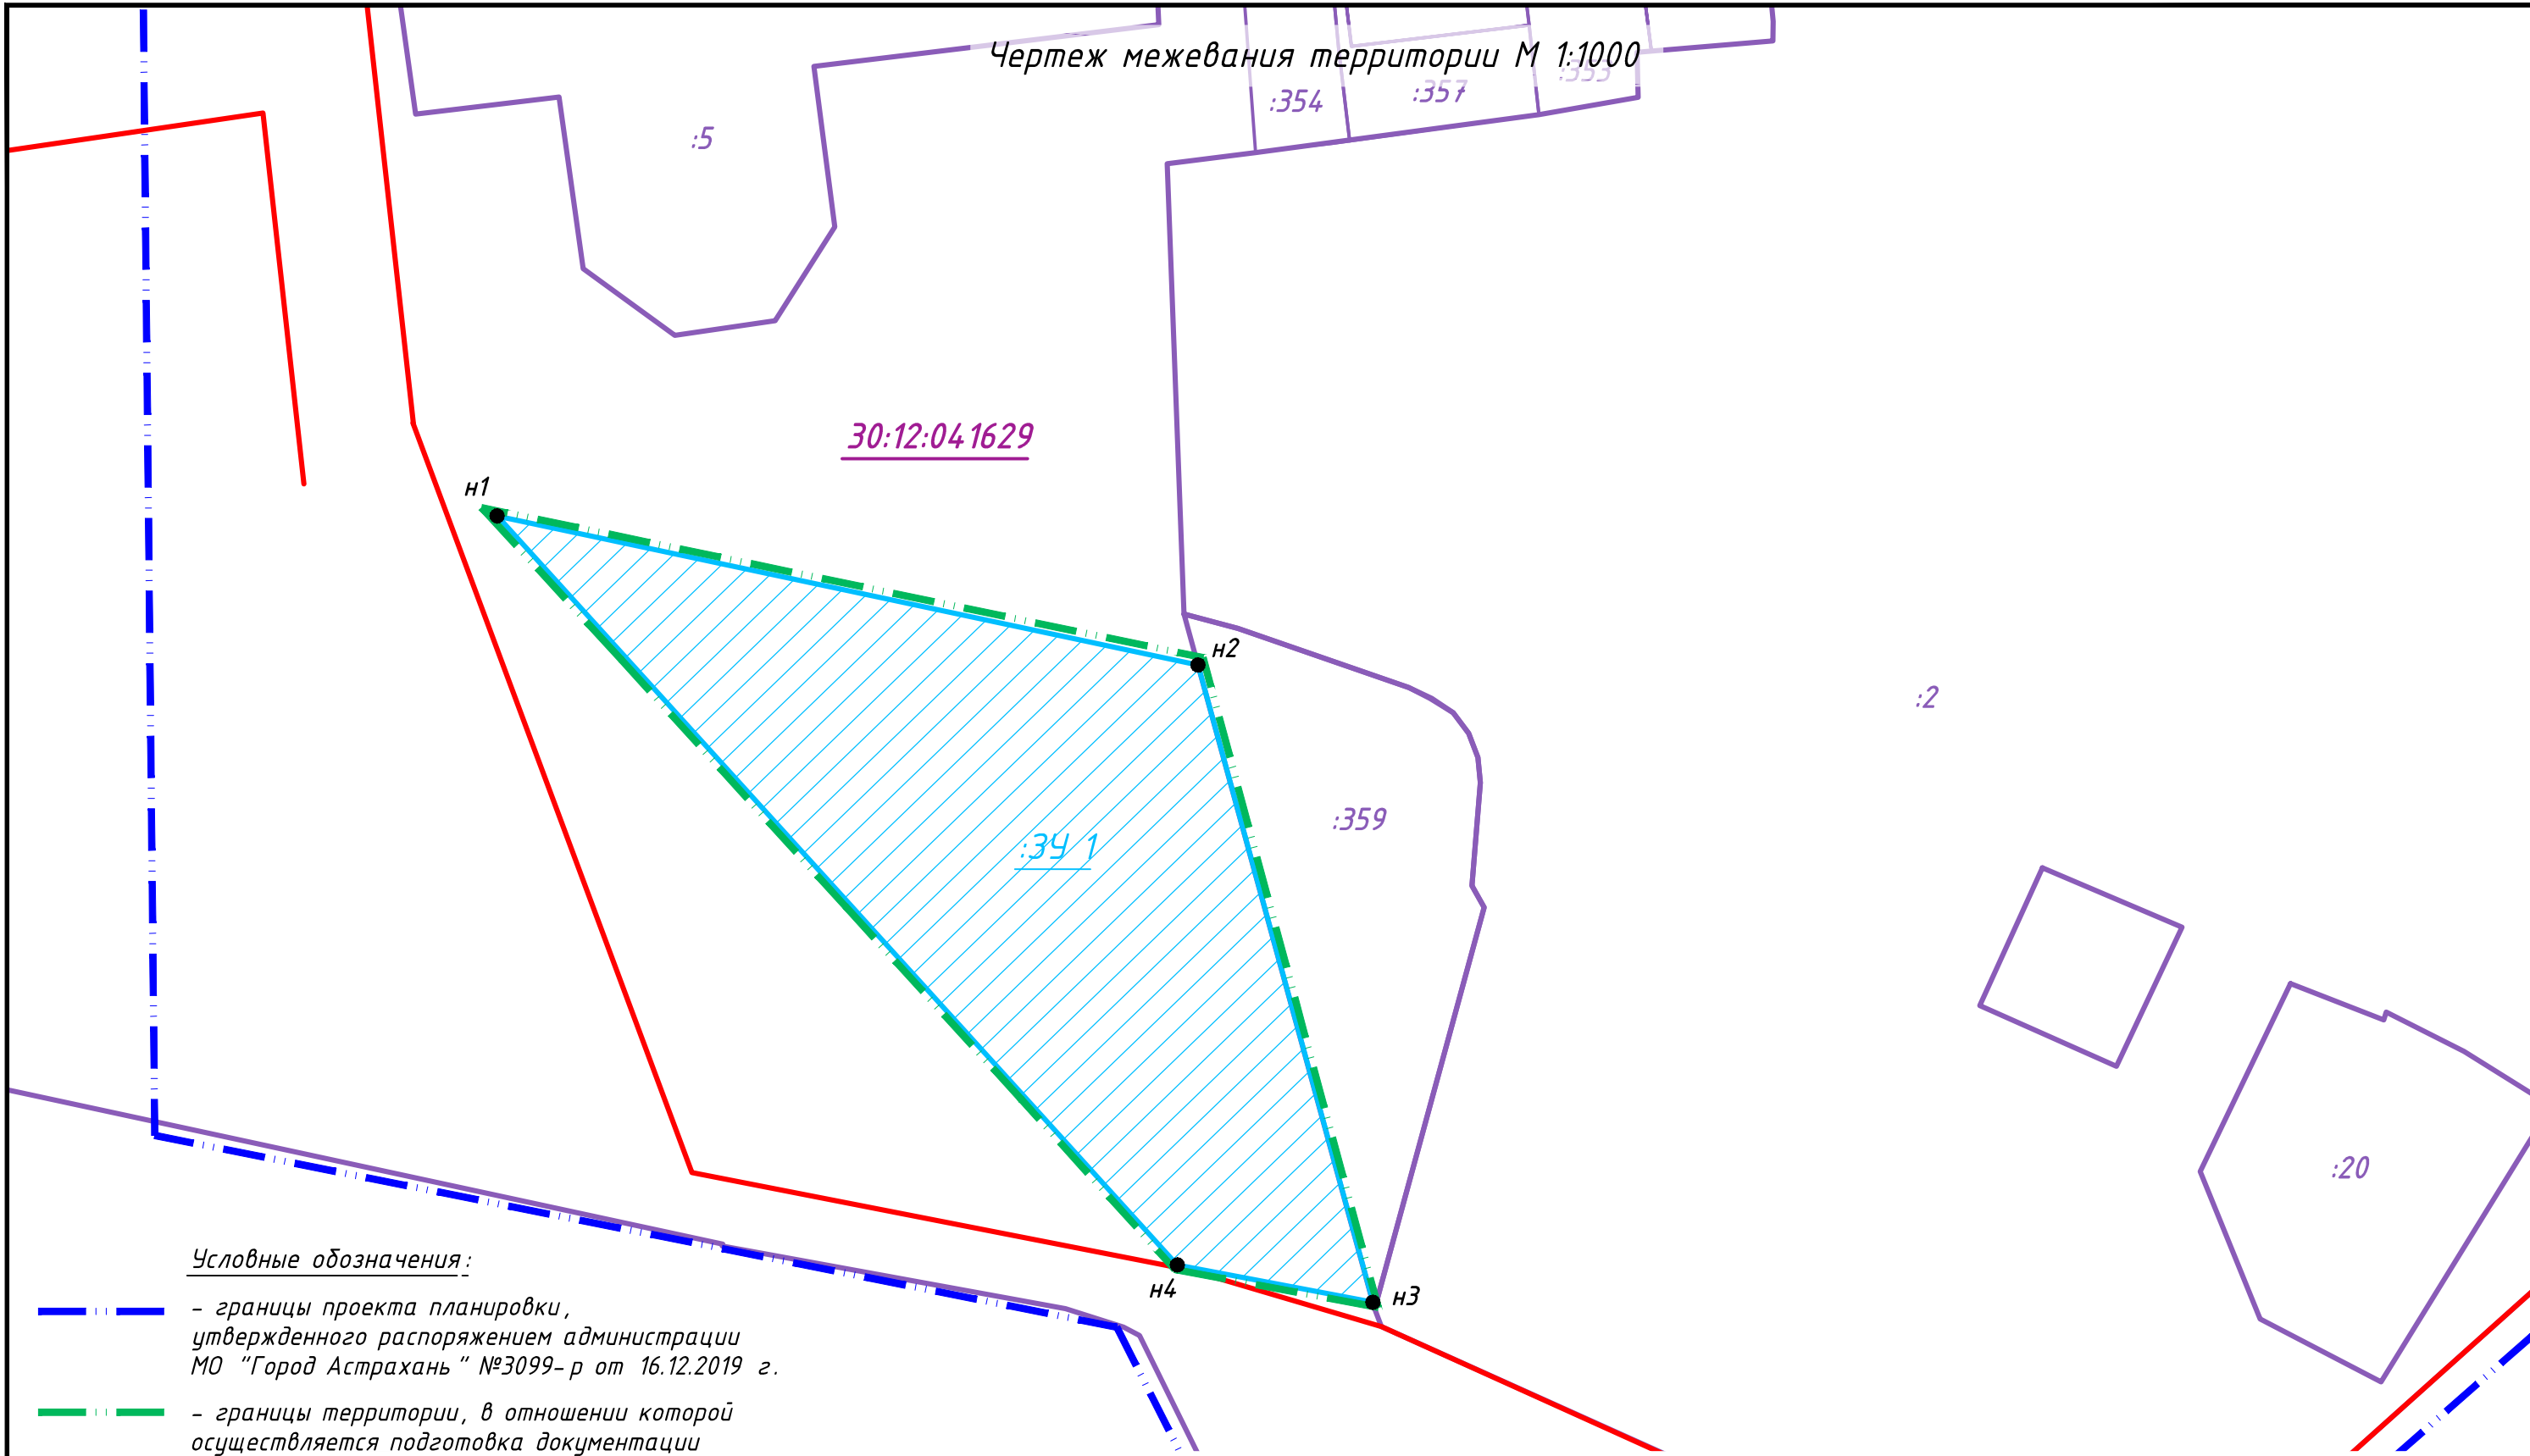 Чертеж межевания территории М 1:1000
:353
:357
:354
:5
30:12:041629
н1
н2
:2
:359
:ЗУ 1
:20
н4
н3
Условные обозначения:
- границы проекта планировки,
утвержденного распоряжением администрации
МО "Город Астрахань" №3099-р от 16.12.2019 г.
- границы территории, в отношении которой
осуществляется подготовка документации